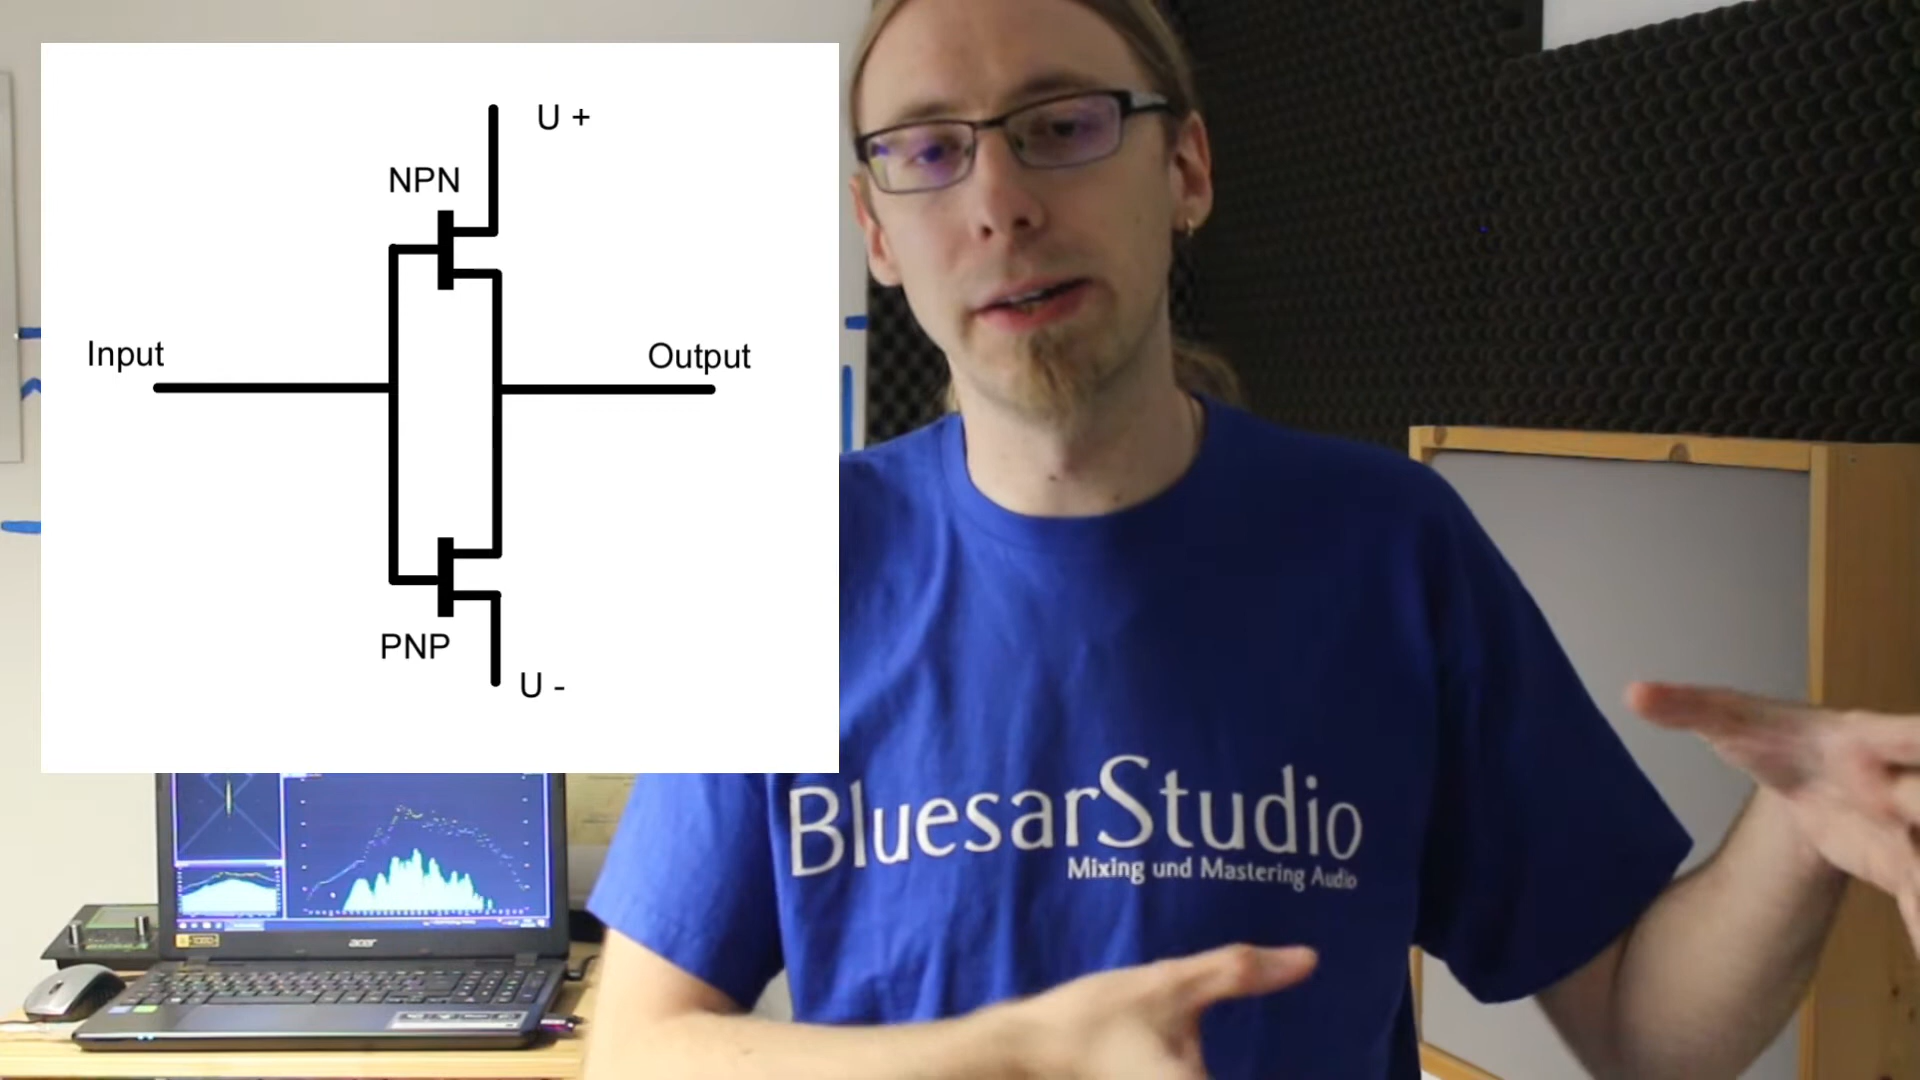 U +
NPN
Input
Output
PNP
U -
BluesarStudio
Mixing und Mastering Audio
acer